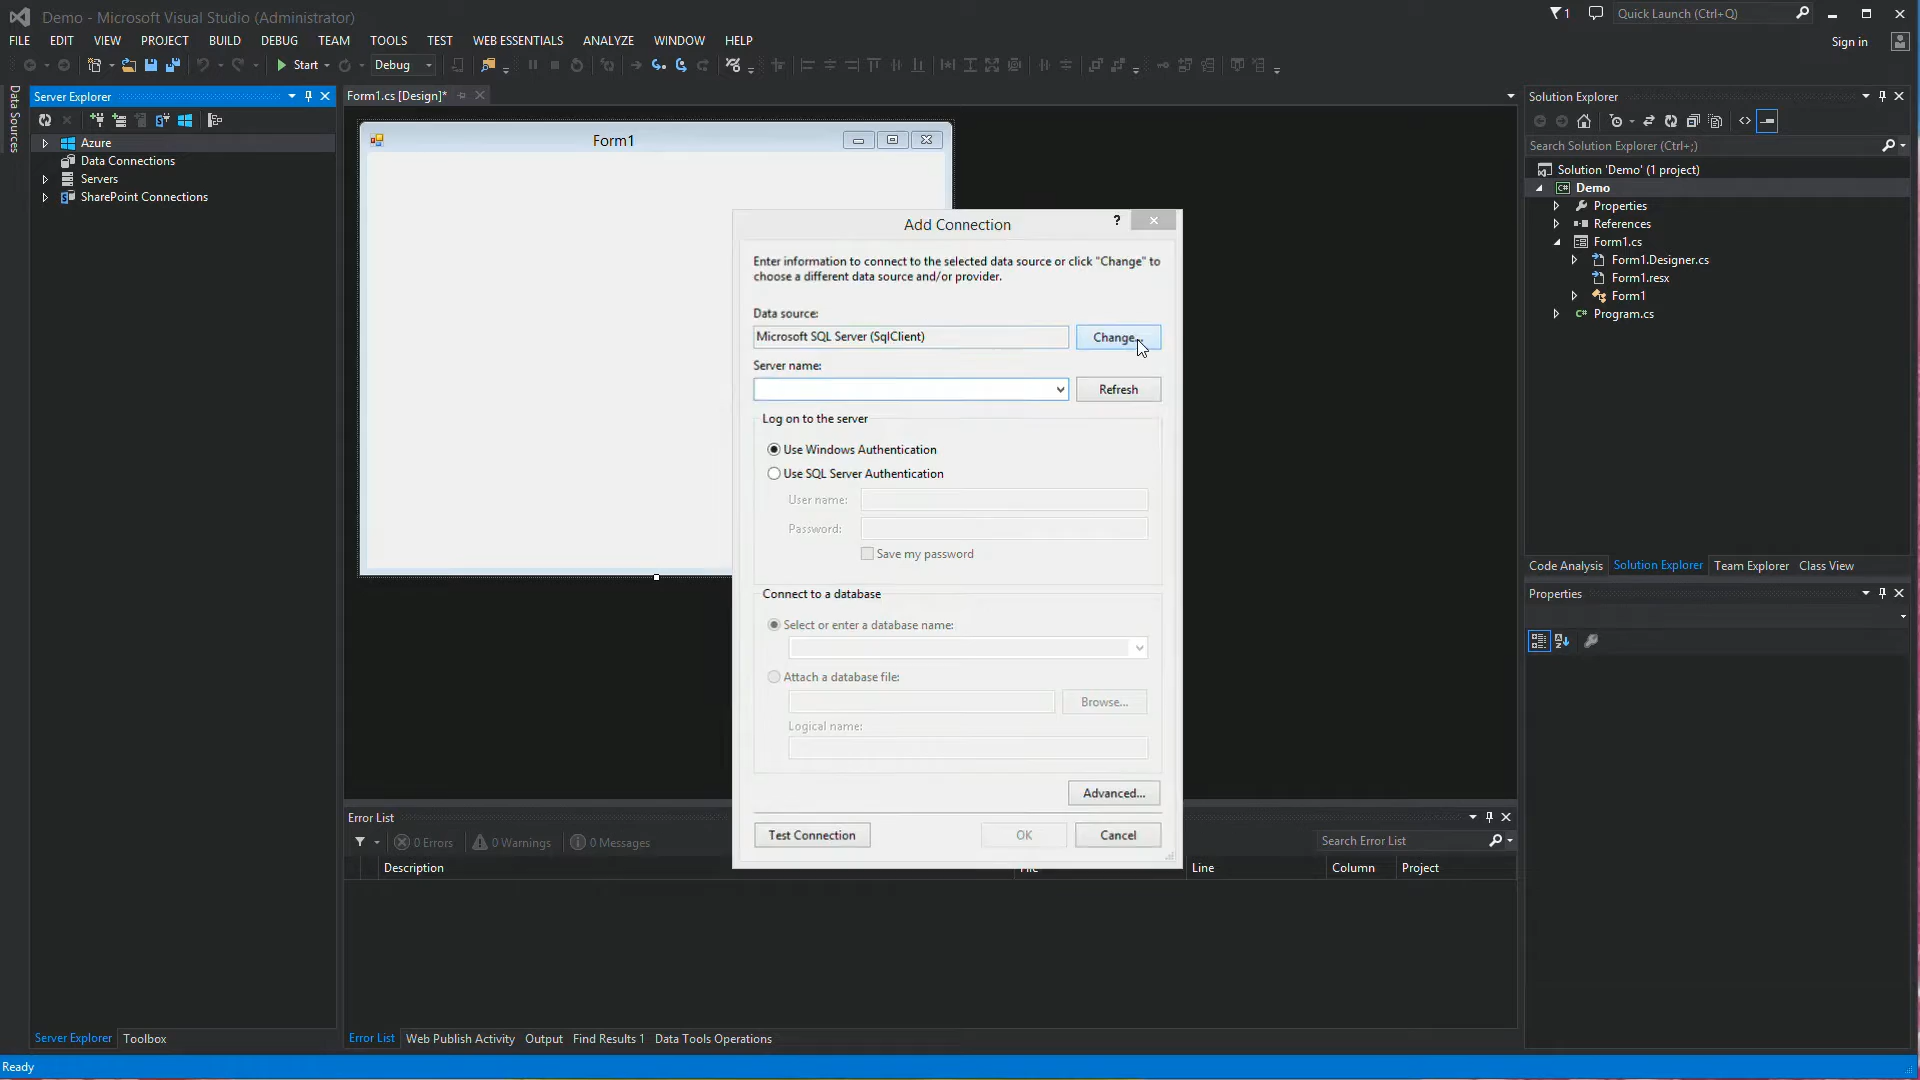 Demo - Microsoft Visual Studio (Administrator)
1
Quick Launch (Ctrl+Q)
FILE EDIT VIEW PROJECT BUILD DEBUG TEAM TOOLS TEST WEB ESSENTIALS ANALYZE WINDOW HELP
Sign in
Start
Debug
Data Sources
Server Explorer
Azure
Data Connections
Servers
SharePoint Connections
Form1.cs [Design]*
Form1
Add Connection
?
Enter information to connect to the selected data source or click "Change" to
choose a different data source and/or provider.
Data source:
Microsoft SQL Server (SqlClient)
Change...
Server name:
Refresh
Log on to the server
Use Windows Authentication
Use SQL Server Authentication
User name:
Password:
Save my password
Connect to a database
Select or enter a database name:
Attach a database file:
Browse...
Logical name:
Advanced...
Test Connection
OK
Cancel
Solution Explorer
Search Solution Explorer (Ctrl+;)
Solution 'Demo' (1 project)
C# Demo
Properties
References
Form1.cs
Form1.Designer.cs
Form1.resx
Form1
C# Program.cs
Code Analysis Solution Explorer Team Explorer Class View
Properties
Error List
0 Errors
0 Warnings
0 Messages
Search Error List
Description
Line
Column
Project
Server Explorer Toolbox
Error List Web Publish Activity Output Find Results 1 Data Tools Operations
Ready